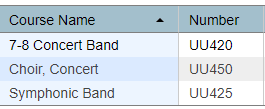 Course Name Number
7-8 Concert Band UU420
Choir, Concert UU450
Symphonic Band UU425